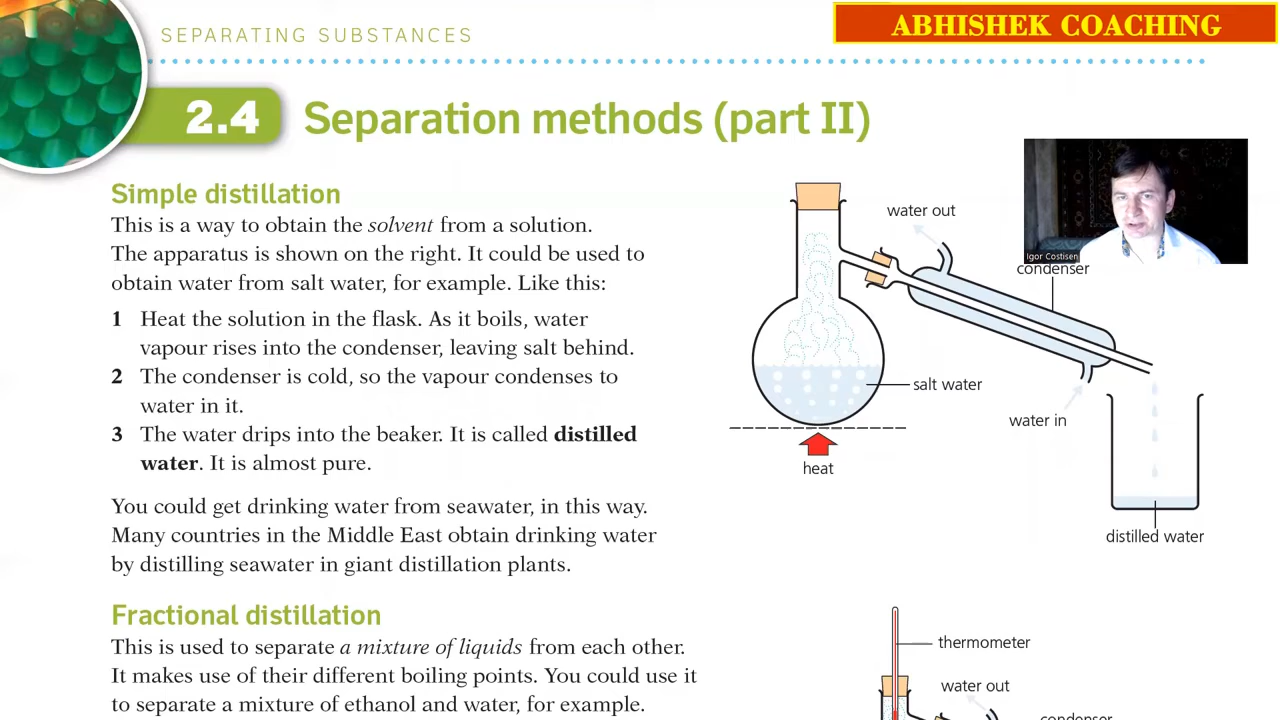 SEPARATING SUBSTANCES
ABHISHEK COACHING
2.4 Separation methods (part II)
Simple distillation
This is a way to obtain the solvent from a solution.
The apparatus is shown on the right. It could be used to
obtain water from salt water, for example. Like this:
1 Heat the solution in the flask. As it boils, water
vapour rises into the condenser, leaving salt behind.
2 The condenser is cold, so the vapour condenses to
water in it.
3 The water drips into the beaker. It is called distilled
water. It is almost pure.
You could get drinking water from seawater, in this way.
Many countries in the Middle East obtain drinking water
by distilling seawater in giant distillation plants.
water out
Igor Costisen
condenser
salt water
water in
heat
distilled water
Fractional distillation
This is used to separate a mixture of liquids from each other.
It makes use of their different boiling points. You could use it
to separate a mixture of ethanol and water, for example.
thermometer
water out
condenser